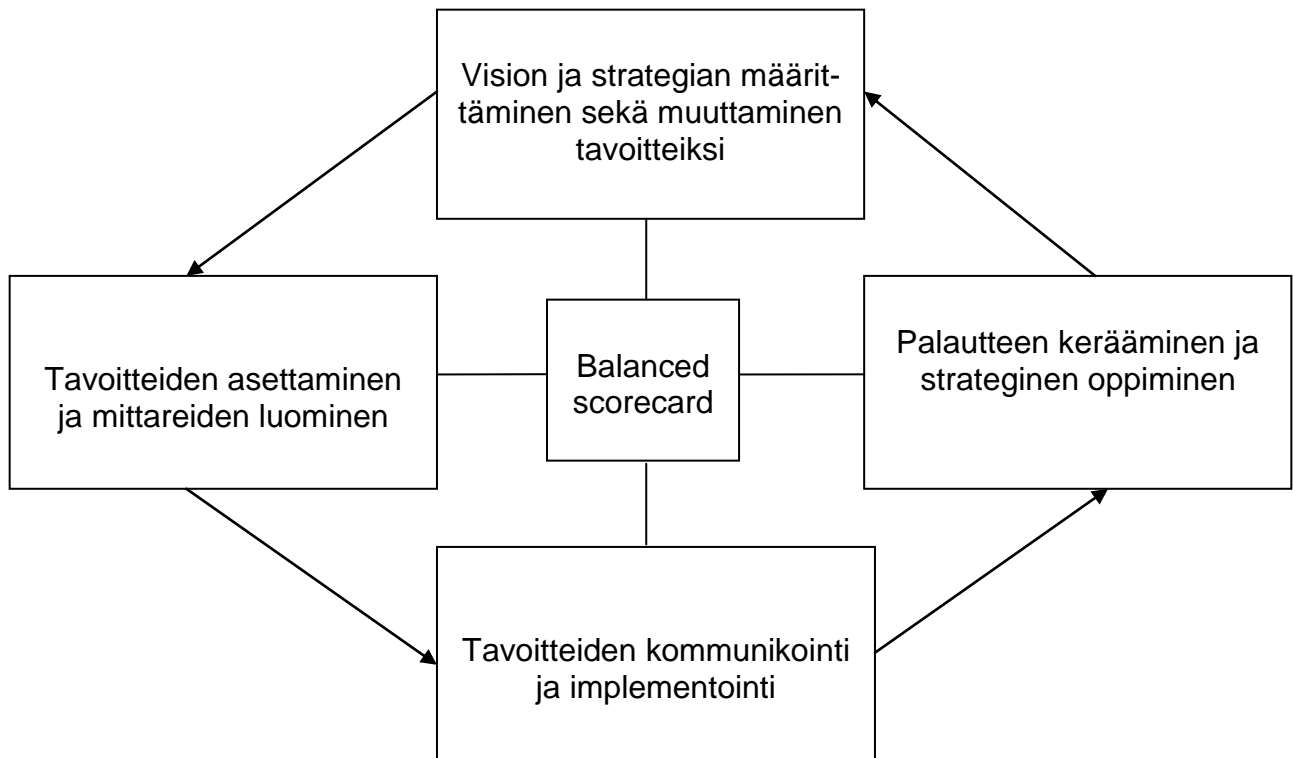 Vision ja strategian määrit-
täminen sekä muuttaminen
tavoitteiksi
Tavoitteiden asettaminen
ja mittareiden luominen
Balanced
scorecard
Palautteen kerääminen ja
strateginen oppiminen
Tavoitteiden kommunikointi
ja implementointi